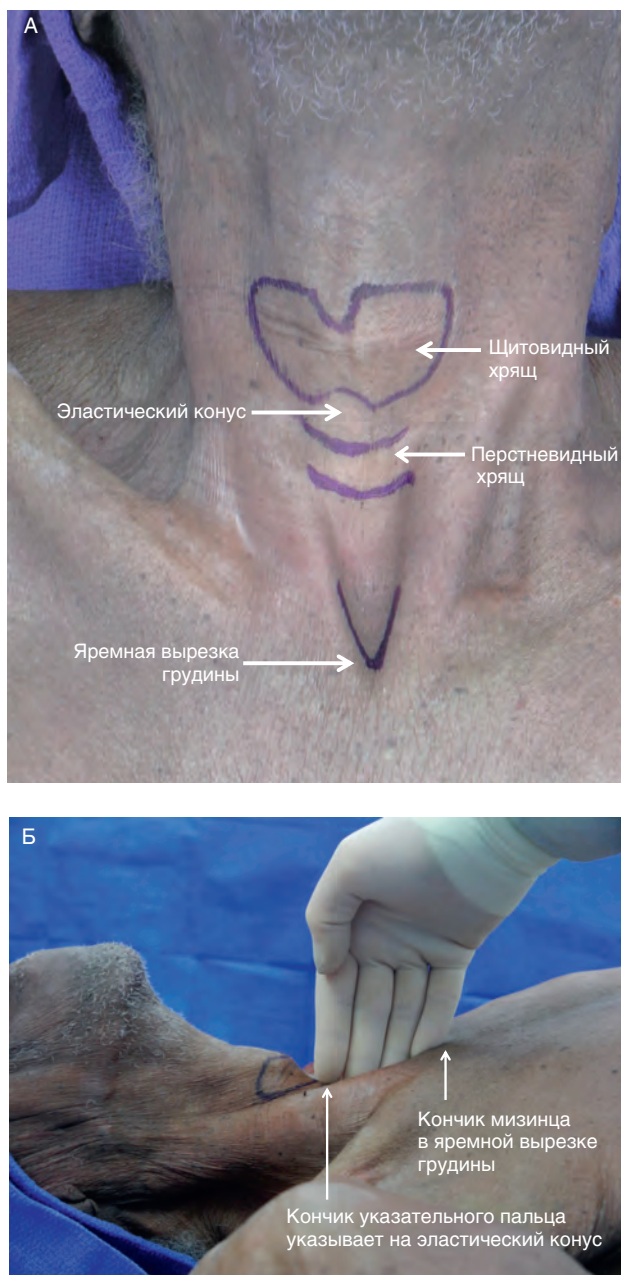 А
Щитовидный
хрящ
Эластический конус
Перстневидный
хрящ
Яремная вырезка
грудины
Б
Кончик мизинца
в яремной вырезке
грудины
Кончик указательного пальца
указывает на эластический конус